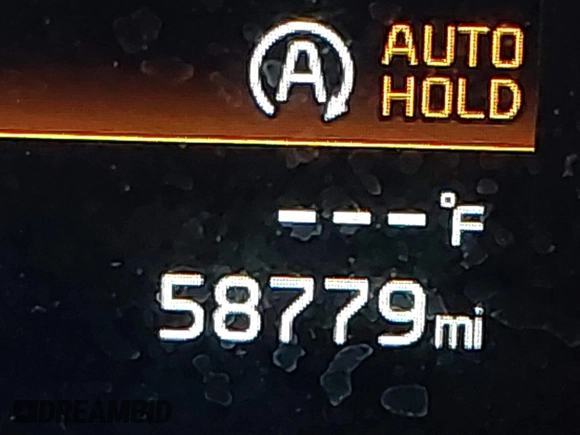 A AUTO
HOLD
---°F
58779mi
DREAMBID